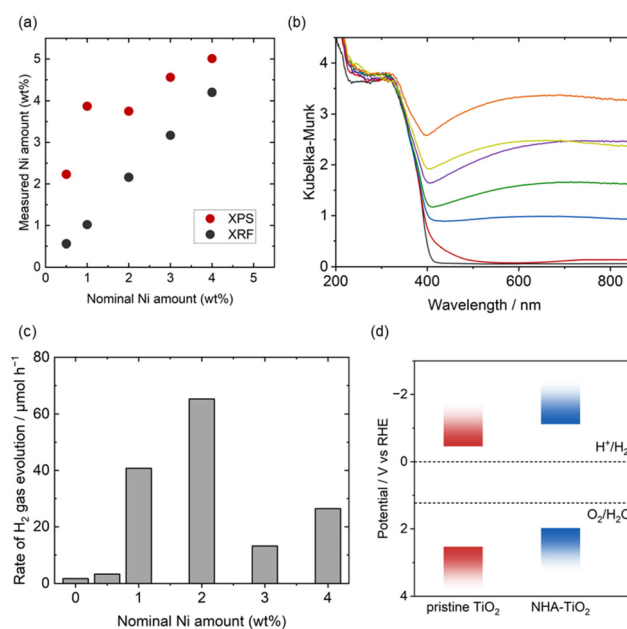 (a)
Measured Ni amount (wt%)
5
4
3
2
1
0
XPS
XRF
0 1 2 3 4 5
Nominal Ni amount (wt%)
(b)
Kubelka-Munk
4
3
2
1
0
200 400 600 800
Wavelength / nm
(c)
Rate of H₂ gas evolution / μmol h⁻¹
80
60
40
20
0
0 1 2 3 4
Nominal Ni amount (wt%)
(d)
Potential / V vs RHE
−2
0
2
4
H⁺/H₂
O₂/H₂O
pristine TiO₂ NHA-TiO₂